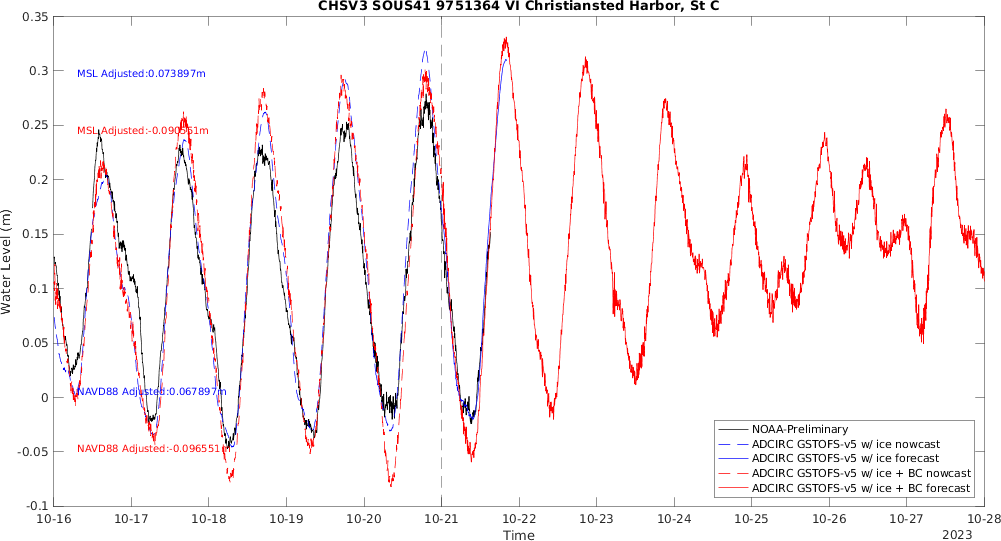 CHSV3 SOUS41 9751364 VI Christiansted Harbor, St C
0.35
0.3
0.25
0.2
0.15
0.1
0.05
0
-0.05
-0.1
Water Level (m)
MSL Adjusted:0.073897m
MSL Adjusted:-0.090551m
NAVD88 Adjusted:0.067897m
NAVD88 Adjusted:-0.096551m
NOAA-Preliminary
ADCIRC GSTOFS-v5 w/ ice nowcast
ADCIRC GSTOFS-v5 w/ ice forecast
ADCIRC GSTOFS-v5 w/ ice + BC nowcast
ADCIRC GSTOFS-v5 w/ ice + BC forecast
10-16 10-17 10-18 10-19 10-20 10-21 10-22 10-23 10-24 10-25 10-26 10-27 10-28
Time
2023